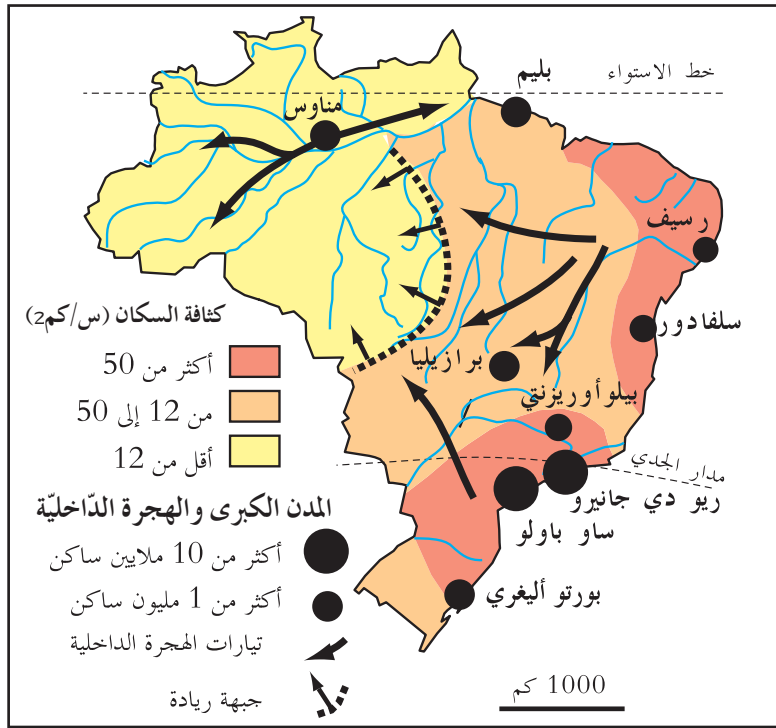 بليم
خط الاستواء
مناوس
رسيف
سلفادور
كثافة السكان (س/كم2)
أكثر من 50
من 12 إلى 50
أقل من 12
برازيليا
بيلوأوريزنتي
مدار الجدي
ريو دي جانيرو
ساو باولو
بورتو أليغري
المدن الكبرى والهجرة الدّاخليّة
أكثر من 10 ملايين ساكن
أكثر من 1 مليون ساكن
تيارات الهجرة الداخلية
جبهة ريادة
1000 كم